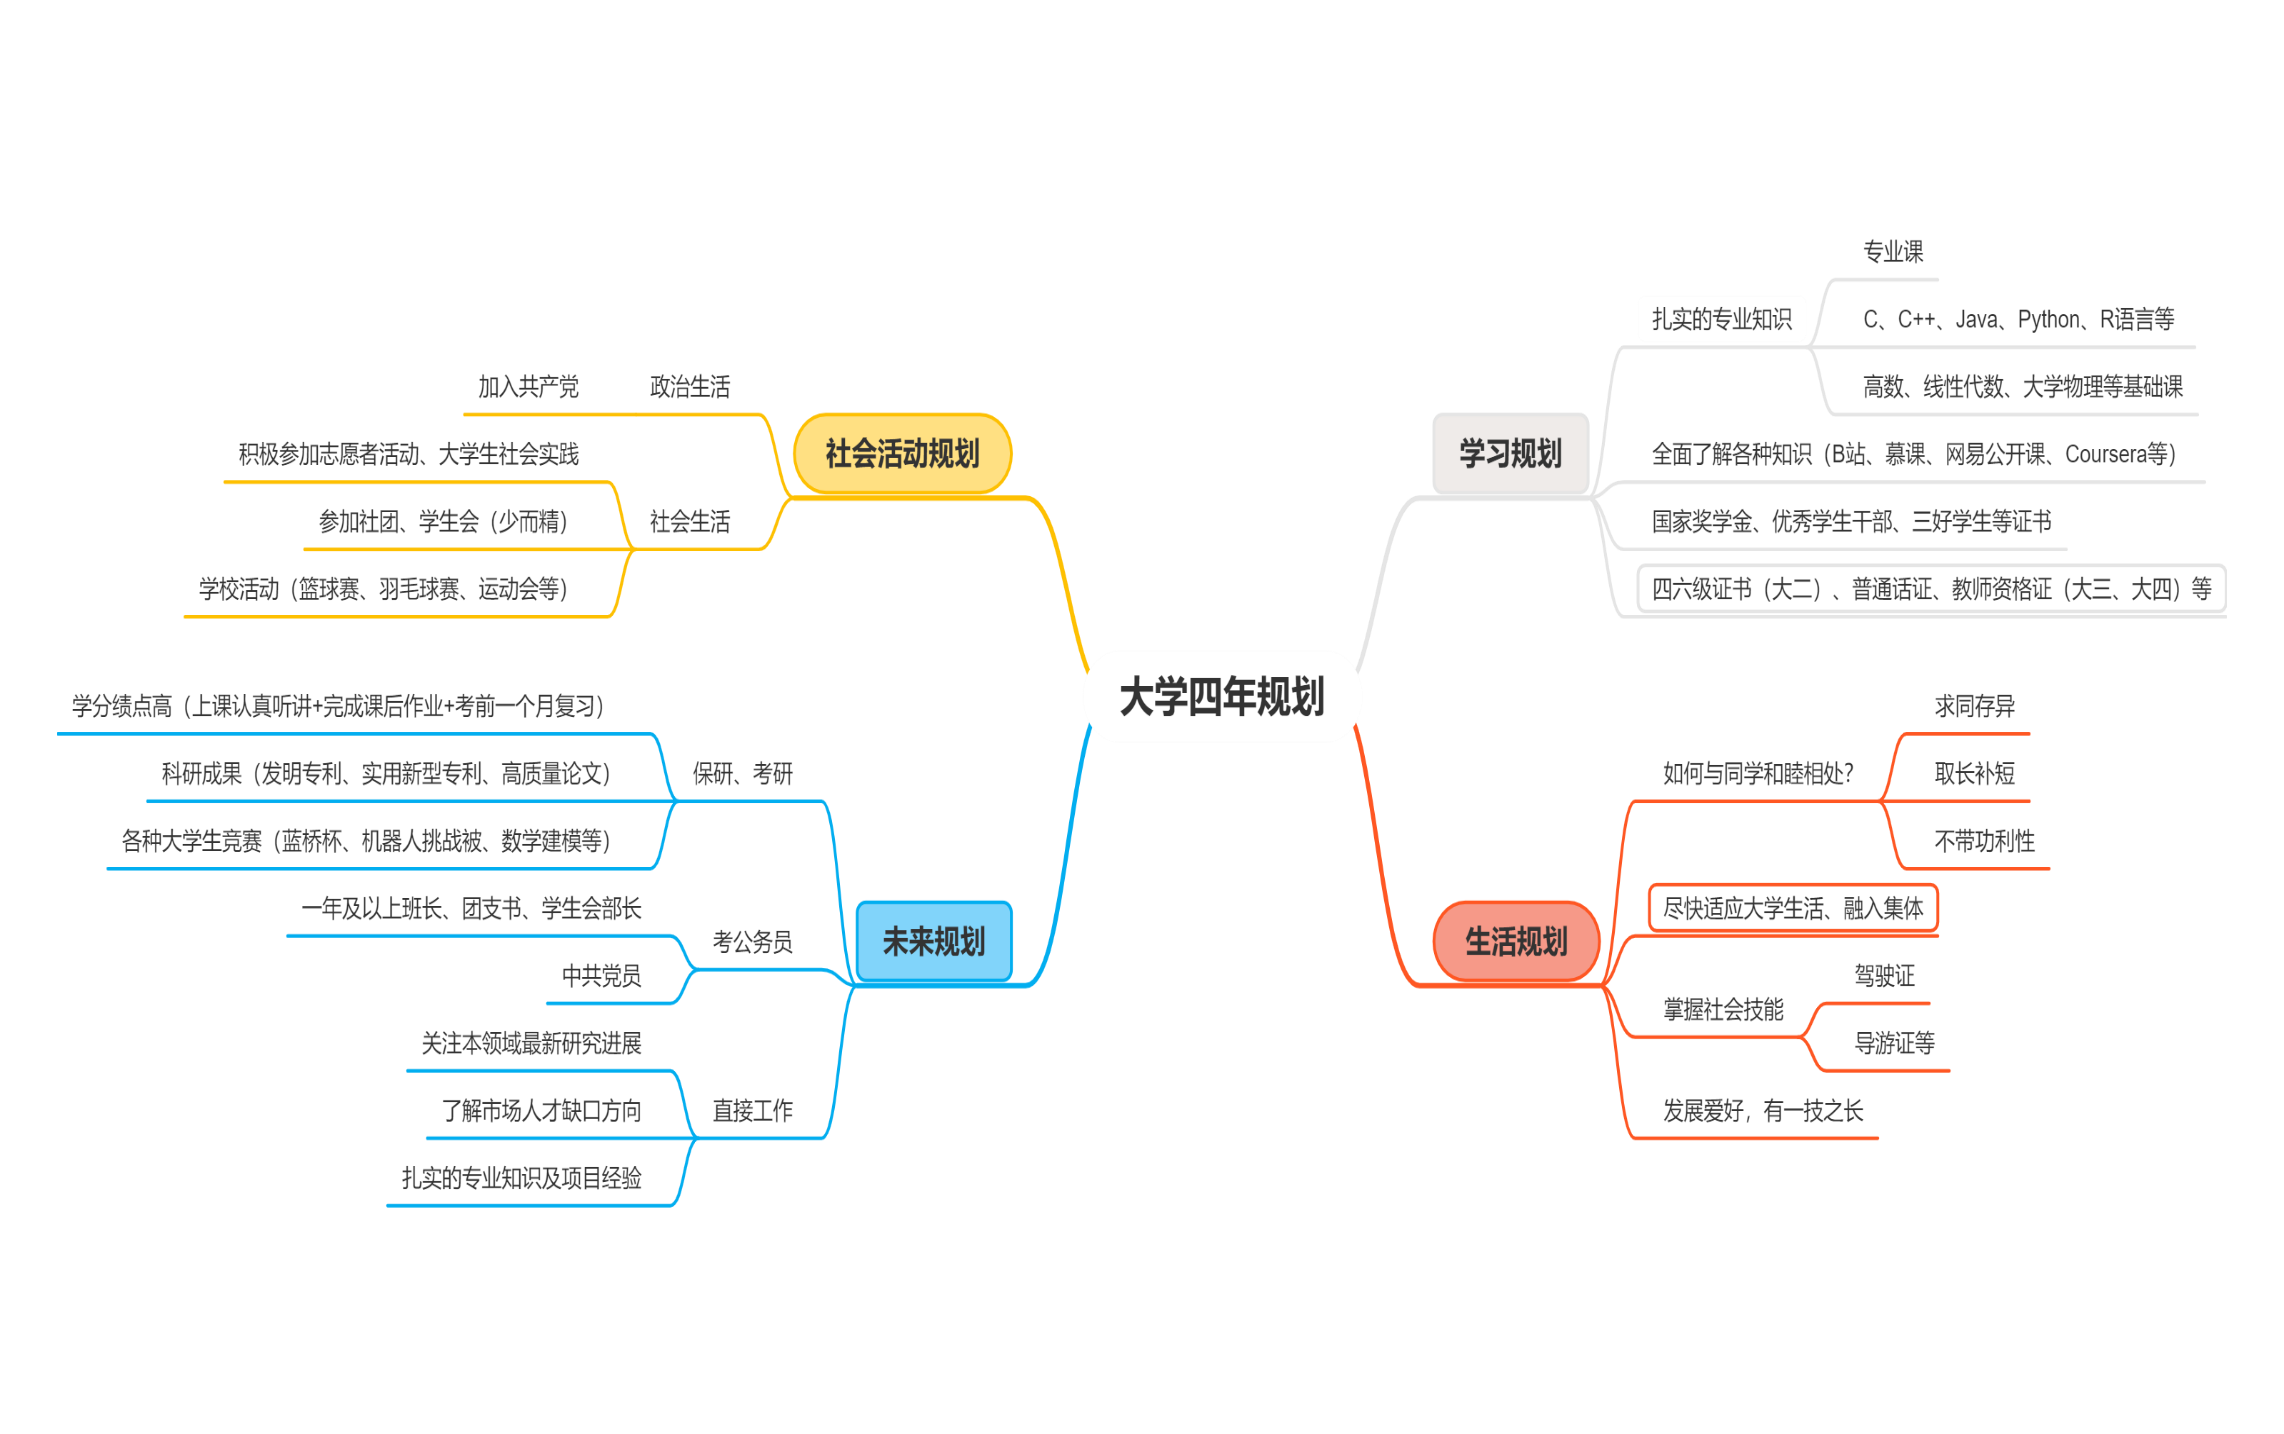 大学四年规划
学习规划
扎实的专业知识
专业课
C、C++、Java、Python、R语言等
高数、线性代数、大学物理等基础课
全面了解各种知识（B站、慕课、网易公开课、Coursera等）
国家奖学金、优秀学生干部、三好学生等证书
四六级证书（大二）、普通话证、教师资格证（大三、大四）等
生活规划
如何与同学和睦相处？
求同存异
取长补短
不带功利性
尽快适应大学生活、融入集体
掌握社会技能
驾驶证
导游证等
发展爱好，有一技之长
社会活动规划
政治生活
加入共产党
社会生活
积极参加志愿者活动、大学生社会实践
参加社团、学生会（少而精）
学校活动（篮球赛、羽毛球赛、运动会等）
未来规划
保研、考研
学分绩点高（上课认真听讲+完成课后作业+考前一个月复习）
科研成果（发明专利、实用新型专利、高质量论文）
各种大学生竞赛（蓝桥杯、机器人挑战被、数学建模等）
考公务员
一年及以上班长、团支书、学生会部长
中共党员
直接工作
关注本领域最新研究进展
了解市场人才缺口方向
扎实的专业知识及项目经验